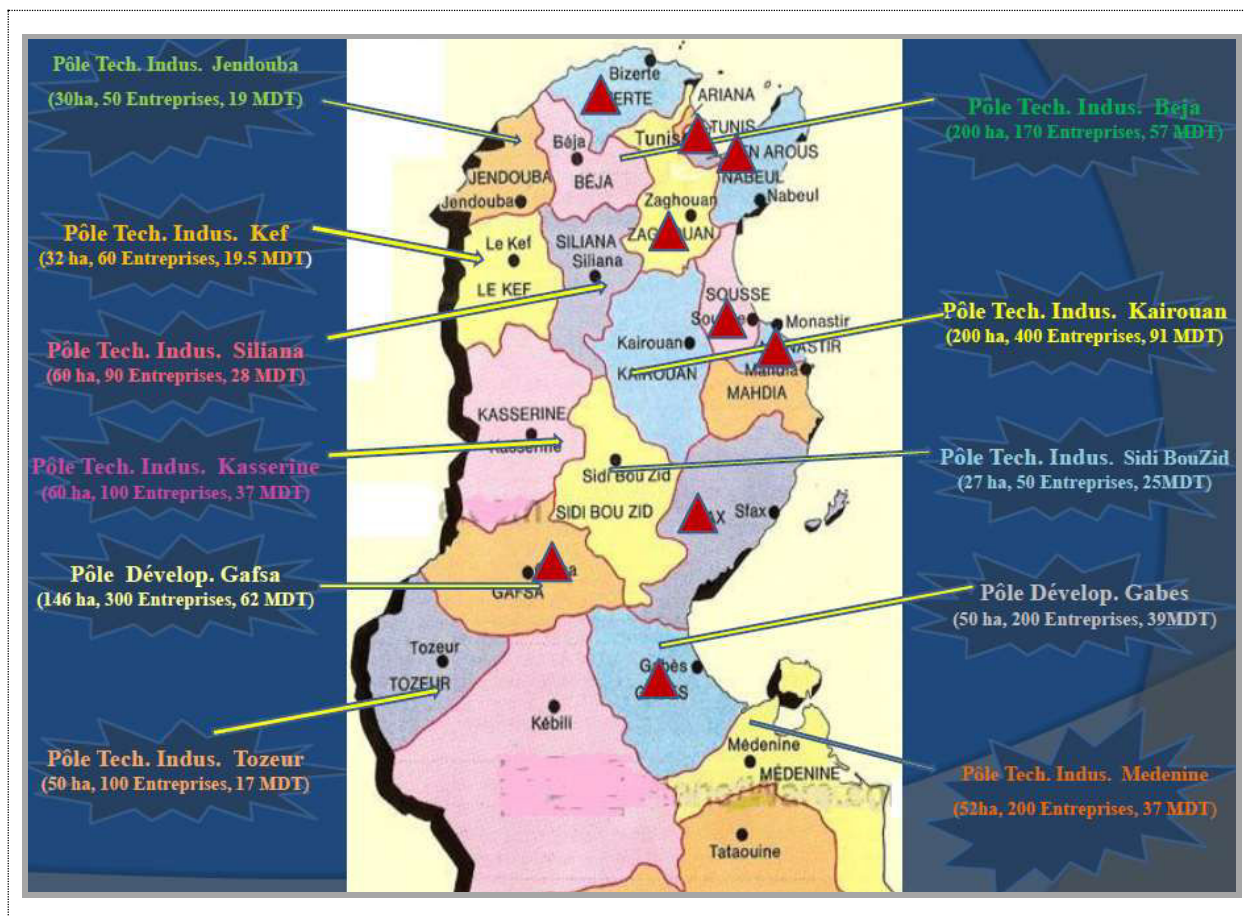 Pôle Tech. Indus. Jendouba
(30ha, 50 Entreprises, 19 MDT)
Pôle Tech. Indus. Kef
(32 ha, 60 Entreprises, 19.5 MDT)
Pôle Tech. Indus. Siliana
(60 ha, 90 Entreprises, 28 MDT)
Pôle Tech. Indus. Kasserine
(60 ha, 100 Entreprises, 37 MDT)
Pôle Dévelop. Gafsa
(146 ha, 300 Entreprises, 62 MDT)
Pôle Tech. Indus. Tozeur
(50 ha, 100 Entreprises, 17 MDT)
Bizerte
ARIANA
TUNIS
Tunis
Béja
BÉJA
NABEUL
Nabeul
JENDOUBA
Jendouba
Zaghouan
Le Kef
LE KEF
SILIANA
Siliana
SOUSSE
Monastir
Kairouan
KAIROUAN
Mahdia
MAHDIA
KASSERINE
Kasserine
Sidi Bou Zid
SIDI BOU ZID
Sfax
GAFSA
Tozeur
TOZEUR
Gabès
Kébili
Médenine
MÉDENINE
Tataouine
Pôle Tech. Indus. Béja
(200 ha, 170 Entreprises, 57 MDT)
Pôle Tech. Indus. Kairouan
(200 ha, 400 Entreprises, 91 MDT)
Pôle Tech. Indus. Sidi BouZid
(27 ha, 50 Entreprises, 25MDT)
Pôle Dévelop. Gabes
(50 ha, 200 Entreprises, 39MDT)
Pôle Tech. Indus. Medenine
(52ha, 200 Entreprises, 37 MDT)